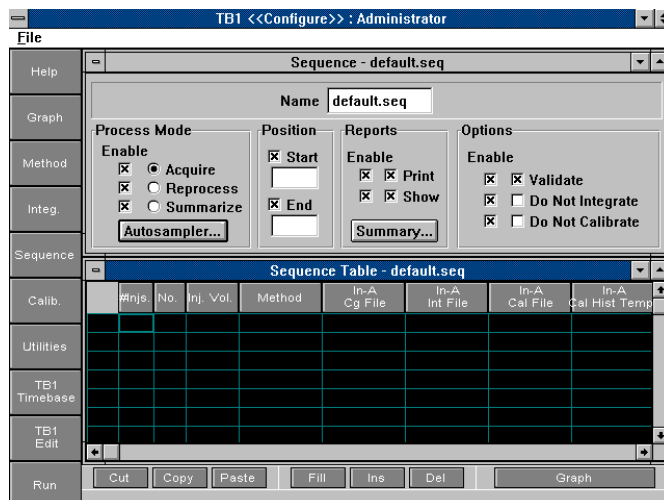 TB1 <<Configure>> : Administrator
File
Help
Graph
Method
Integ.
Sequence
Calib.
Utilities
TB1
Timebase
TB1
Edit
Run
Sequence - default.seq
Name default.seq
Process Mode
Enable
Acquire
Reprocess
Summarize
Autosampler...
Position
Start
End
Reports
Enable
Print
Show
Summary...
Options
Enable
Validate
Do Not Integrate
Do Not Calibrate
Sequence Table - default.seq
#njs. No. Inj. Vol. Method In-A Cg File In-A Int File In-A Cal File In-A Cal Hist Temp
Cut Copy Paste Fill Ins Del Graph